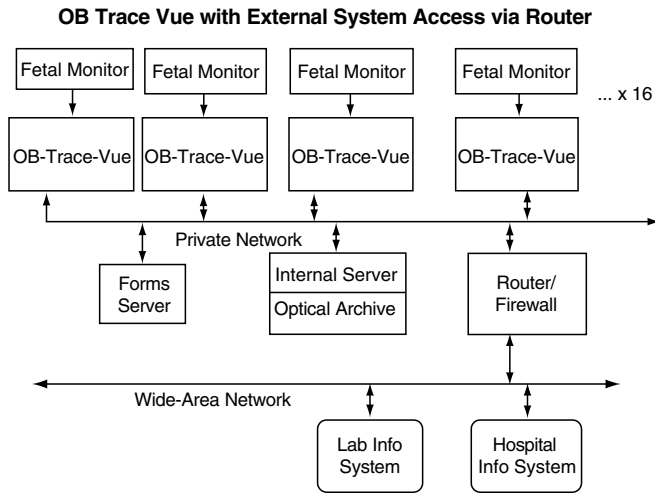 OB Trace Vue with External System Access via Router
Fetal Monitor
Fetal Monitor
Fetal Monitor
Fetal Monitor
... x 16
OB-Trace-Vue
OB-Trace-Vue
OB-Trace-Vue
OB-Trace-Vue
Private Network
Forms
Server
Internal Server
Optical Archive
Router/
Firewall
Wide-Area Network
Lab Info
System
Hospital
Info System